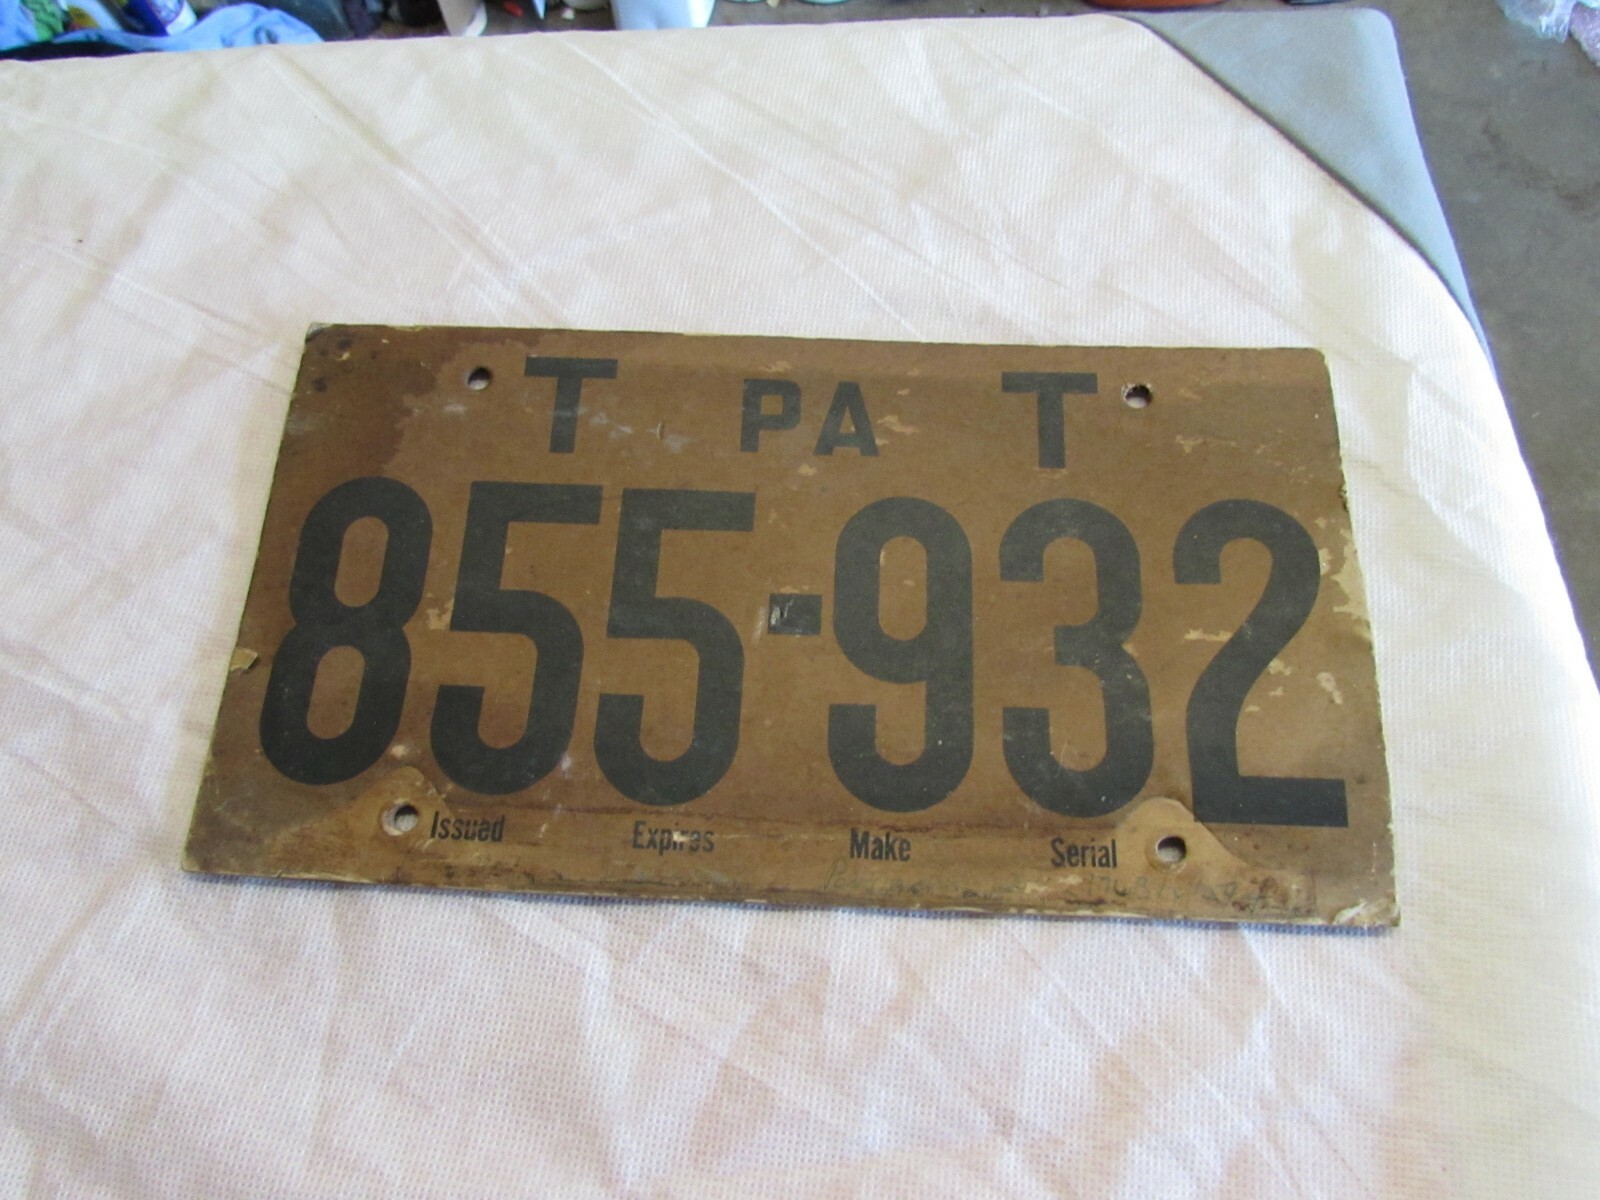 T PA T
855-932
Issued Expires Make Serial